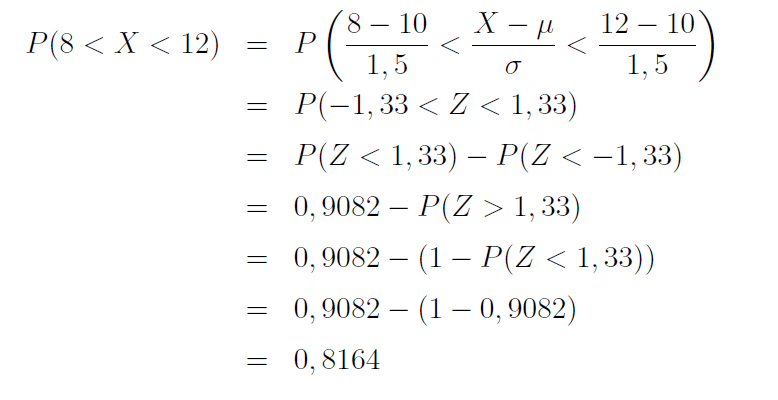 P(8 < X < 12) = P( (8 − 10)/1,5 < (X − μ)/σ < (12 − 10)/1,5 )
= P(−1,33 < Z < 1,33)
= P(Z < 1,33) − P(Z < −1,33)
= 0,9082 − P(Z > 1,33)
= 0,9082 − (1 − P(Z < 1,33))
= 0,9082 − (1 − 0,9082)
= 0,8164